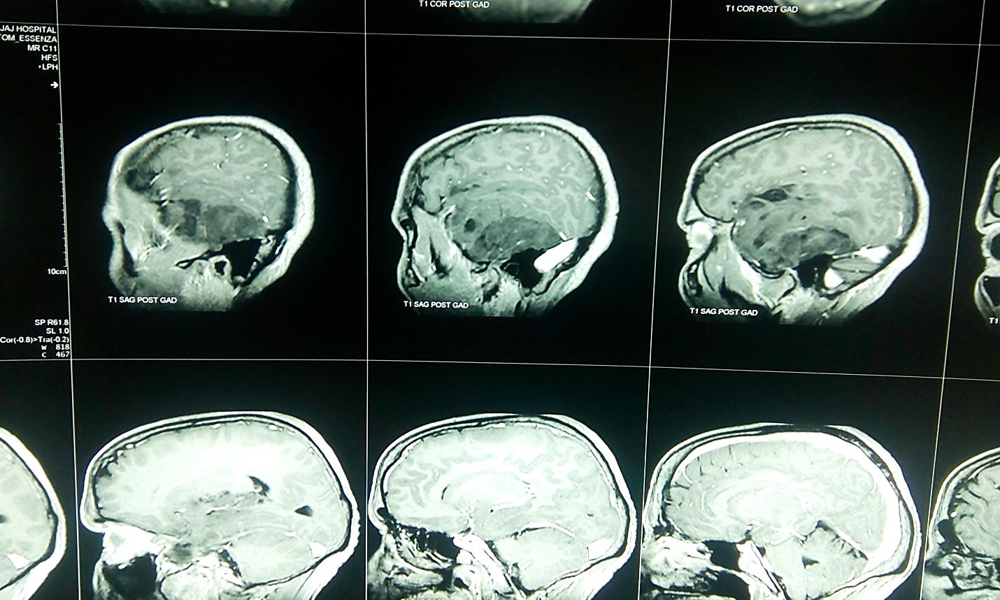 T1 COR POST GAD
T1 COR POST GAD
JAJ HOSPITAL
TOM_ESSENZA
MR C11
HFS
+LPH
10cm
T1 SAG POST GAD
T1 SAG POST GAD
T1 SAG POST GAD
T1
SP R61.8
SL 1.0
Cor(-0.8)>Tra(-0.2)
W 818
C 467